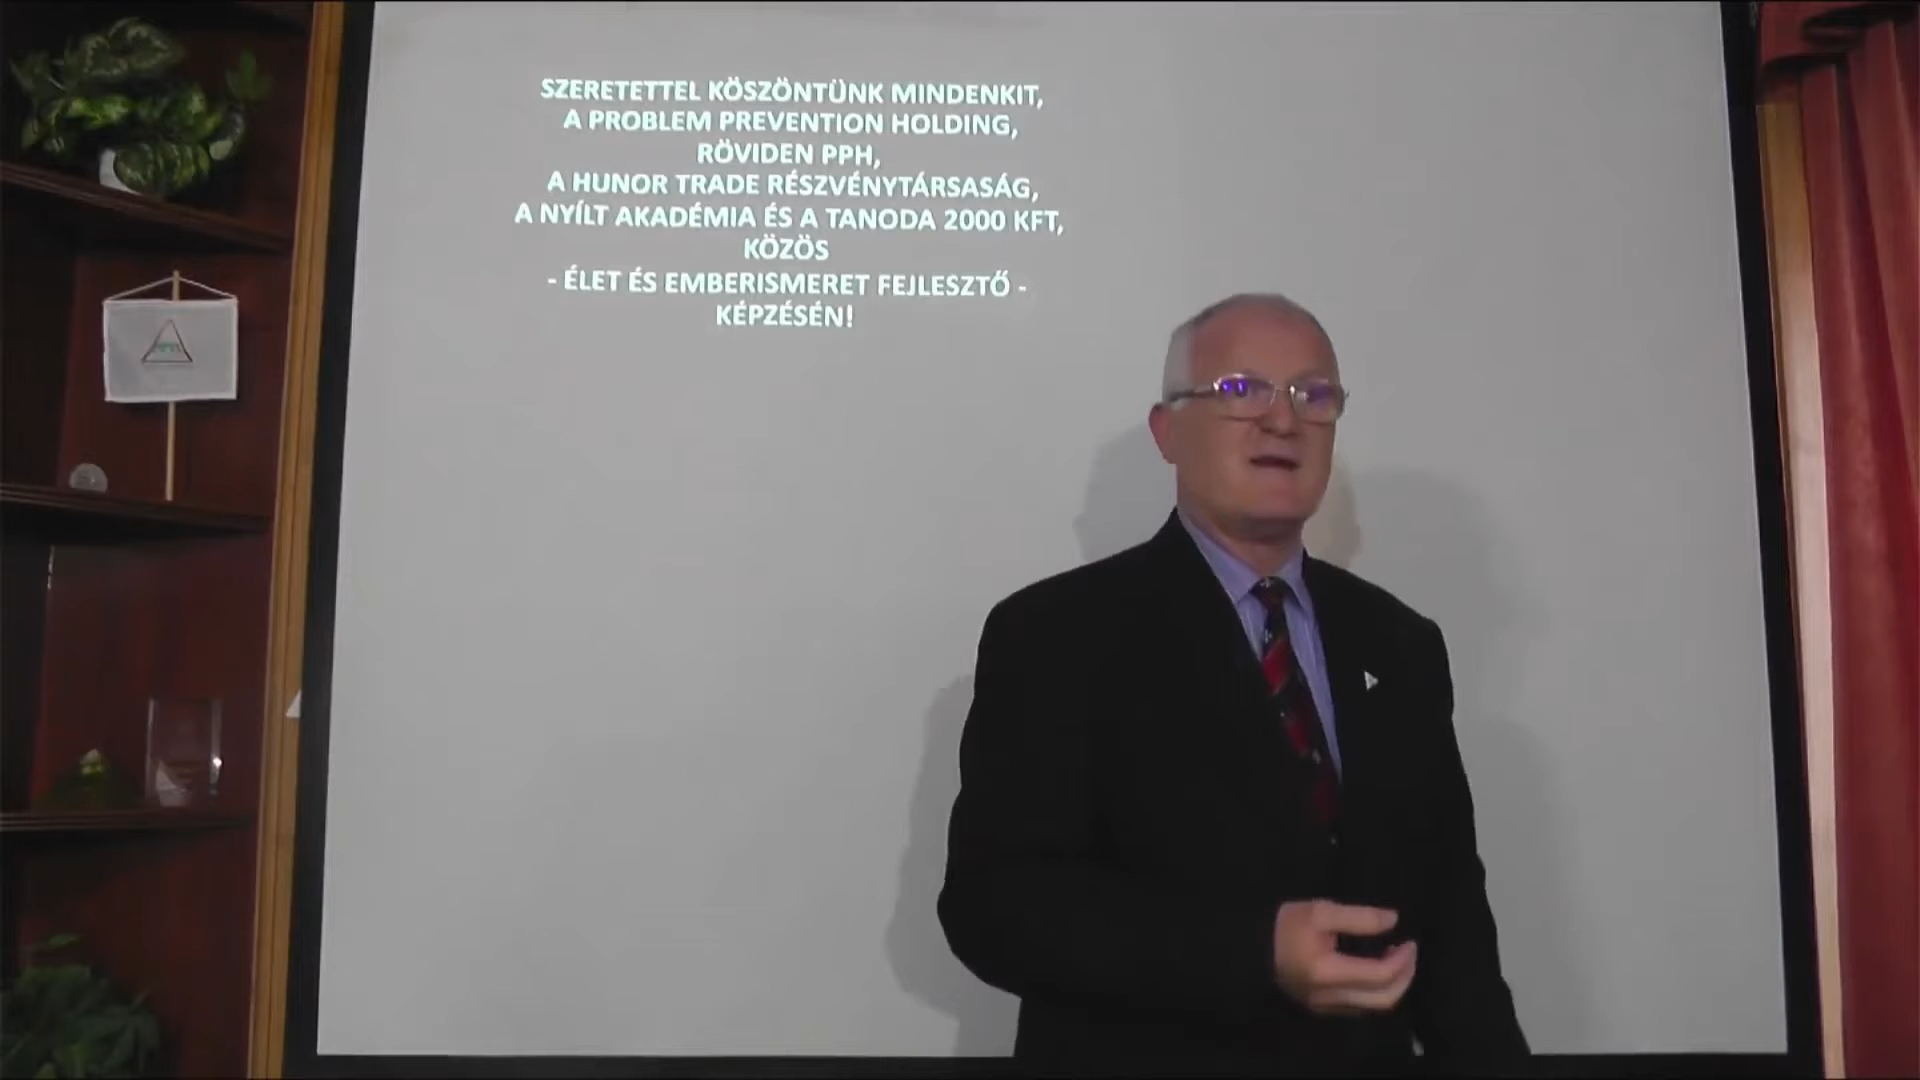 SZERETETTEL KÖSZÖNTÜNK MINDENKIT,
A PROBLEM PREVENTION HOLDING,
RÖVIDEN PPH,
A HUNOR TRADE RÉSZVÉNYTÁRSASÁG,
A NYÍLT AKADÉMIA ÉS A TANODA 2000 KFT,
KÖZÖS
- ÉLET ÉS EMBERISMERET FEJLESZTŐ -
KÉPZÉSÉN!